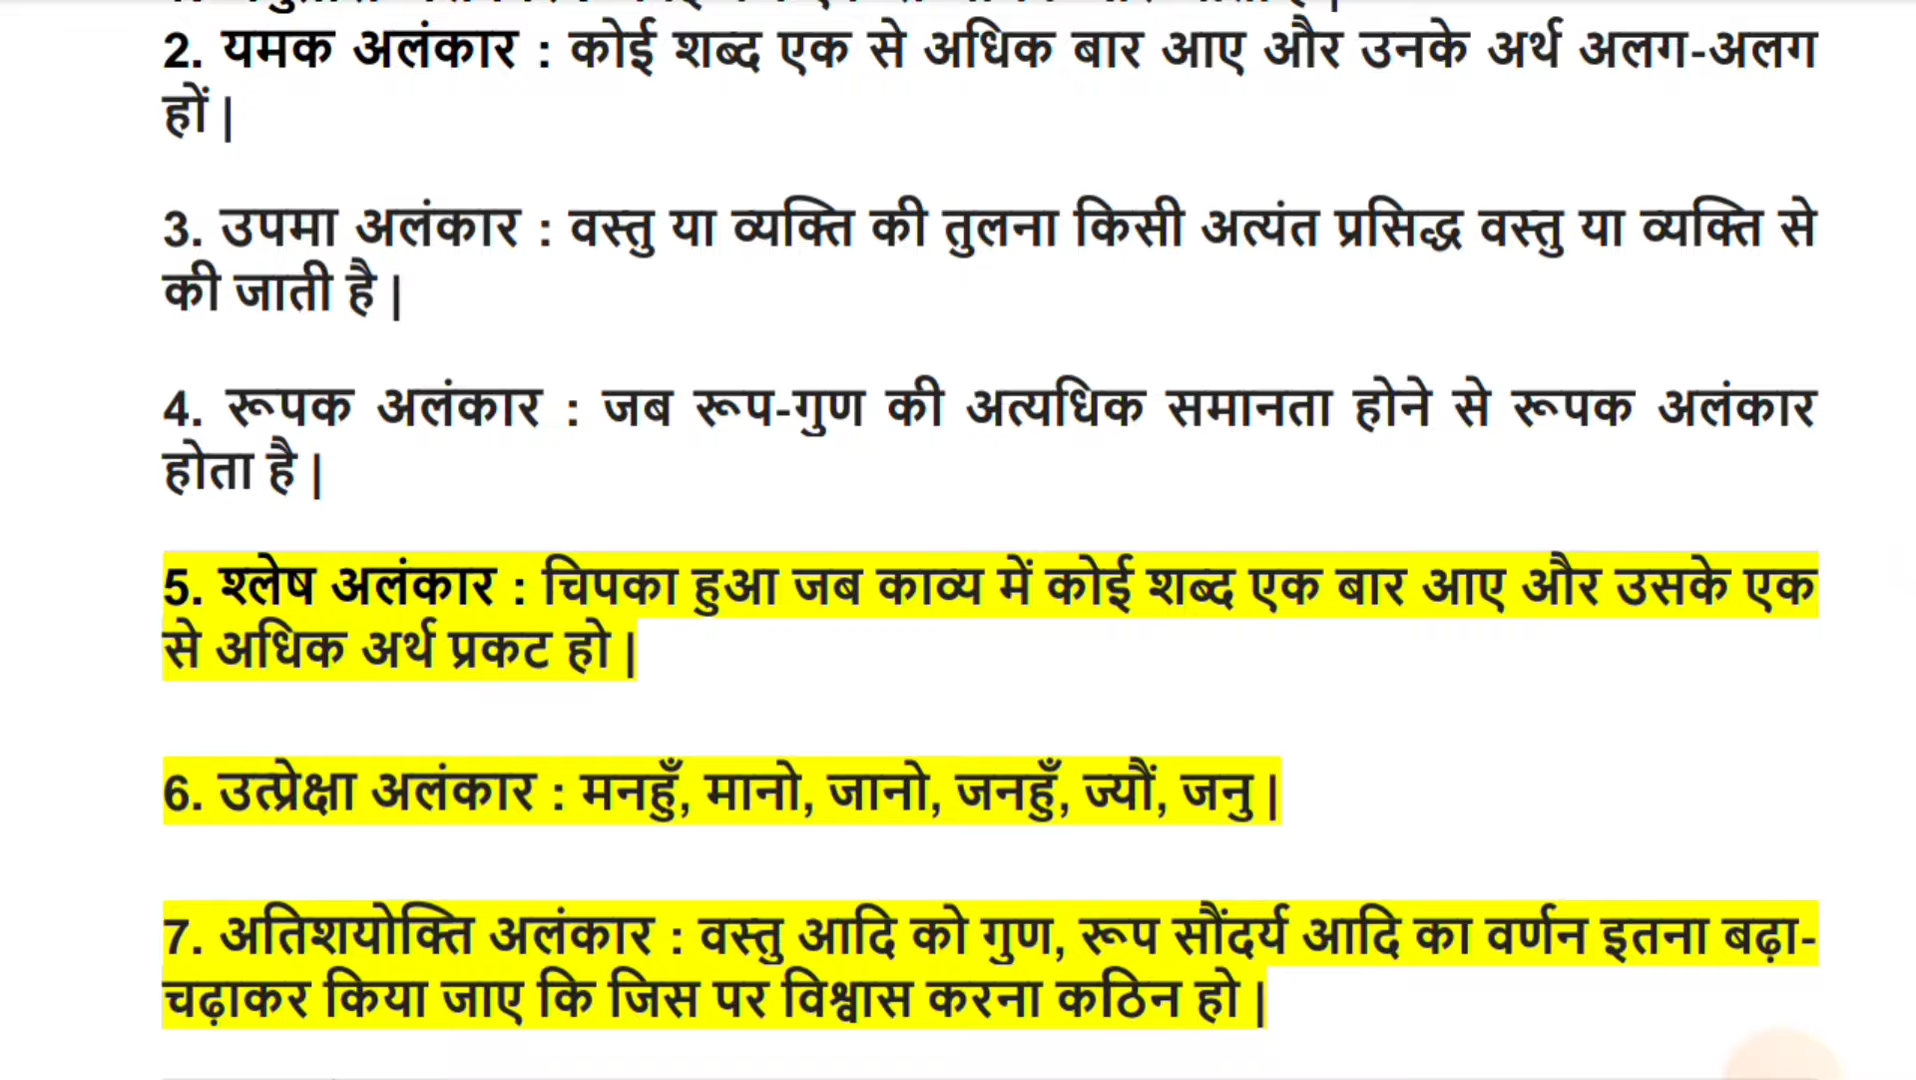 2. यमक अलंकार : कोई शब्द एक से अधिक बार आए और उनके अर्थ अलग-अलग
हों |
3. उपमा अलंकार : वस्तु या व्यक्ति की तुलना किसी अत्यंत प्रसिद्ध वस्तु या व्यक्ति से
की जाती है |
4. रूपक अलंकार : जब रूप-गुण की अत्यधिक समानता होने से रूपक अलंकार
होता है |
5. श्लेष अलंकार : चिपका हुआ जब काव्य में कोई शब्द एक बार आए और उसके एक
से अधिक अर्थ प्रकट हो |
6. उत्प्रेक्षा अलंकार : मनहुँ, मानो, जानो, जनहुँ, ज्यौं, जनु |
7. अतिशयोक्ति अलंकार : वस्तु आदि को गुण, रूप सौंदर्य आदि का वर्णन इतना बढ़ा-
चढ़ाकर किया जाए कि जिस पर विश्वास करना कठिन हो |